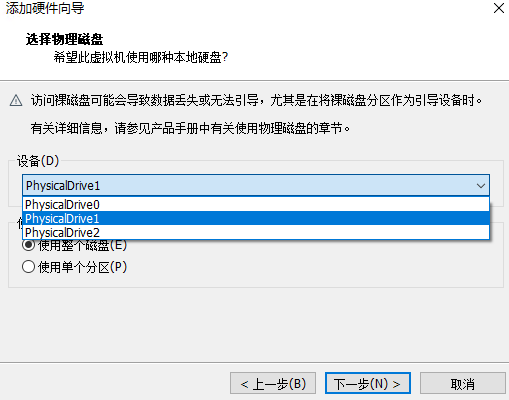 添加硬件向导
选择物理磁盘
希望此虚拟机使用哪种本地硬盘?
访问裸磁盘可能会导致数据丢失或无法引导，尤其是在将裸磁盘分区作为引导设备时。
有关详细信息，请参见产品手册中有关使用物理磁盘的章节。
设备(D)
PhysicalDrive1
PhysicalDrive0
PhysicalDrive1
PhysicalDrive2
使用整个磁盘(E)
使用单个分区(P)
< 上一步(B)
下一步(N) >
取消